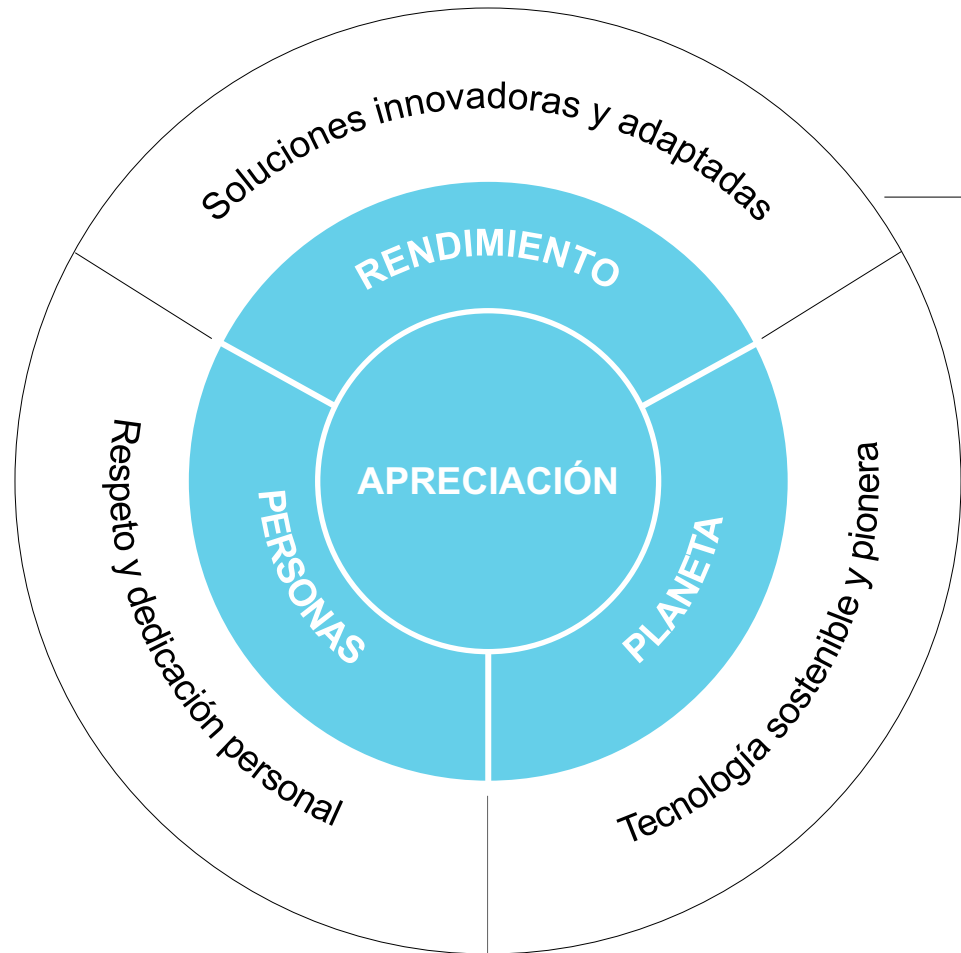 Soluciones innovadoras y adaptadas
RENDIMIENTO
APRECIACIÓN
PERSONAS
PLANETA
Respeto y dedicación personal
Tecnología sostenible y pionera